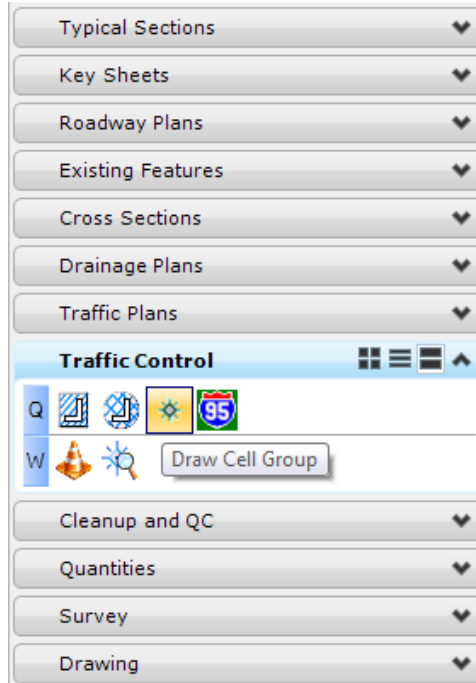 Typical Sections
Key Sheets
Roadway Plans
Existing Features
Cross Sections
Drainage Plans
Traffic Plans
Traffic Control
Q 95
W Draw Cell Group
Cleanup and QC
Quantities
Survey
Drawing